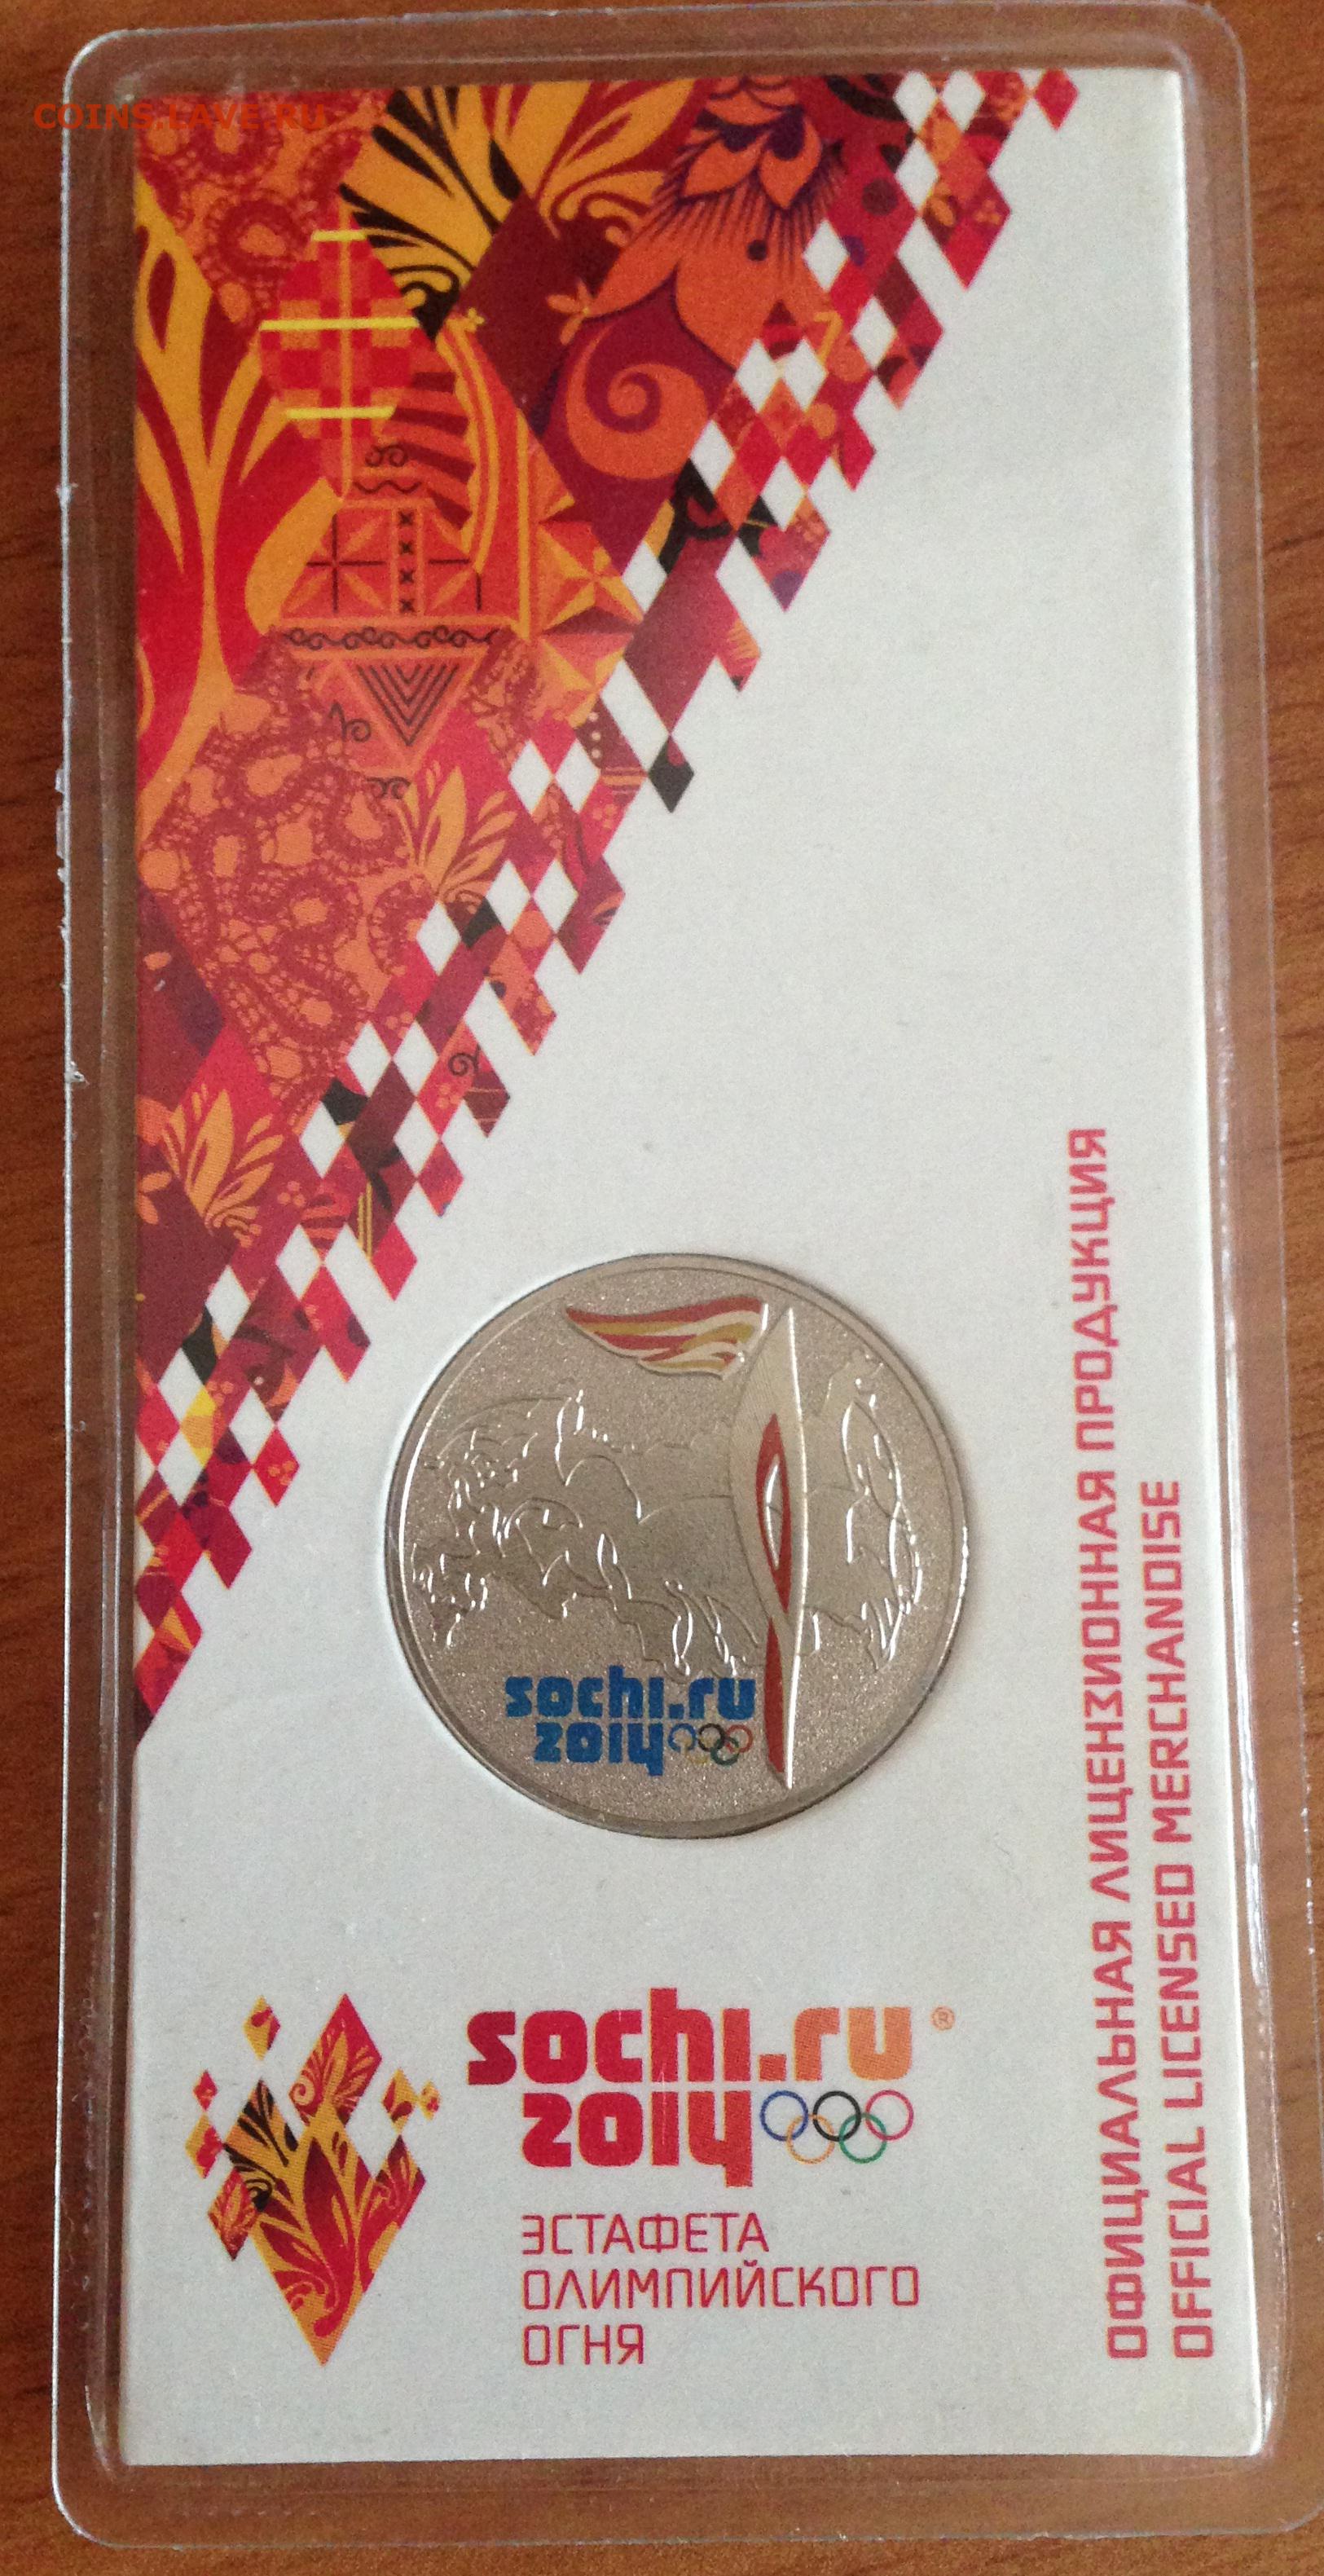 COINS.LAVE.RU
sochi.ru
2014
sochi.ru ®
2014
ЭСТАФЕТА
ОЛИМПИЙСКОГО
ОГНЯ
ОФИЦИАЛЬНАЯ ЛИЦЕНЗИОННАЯ ПРОДУКЦИЯ
OFFICIAL LICENSED MERCHANDISE